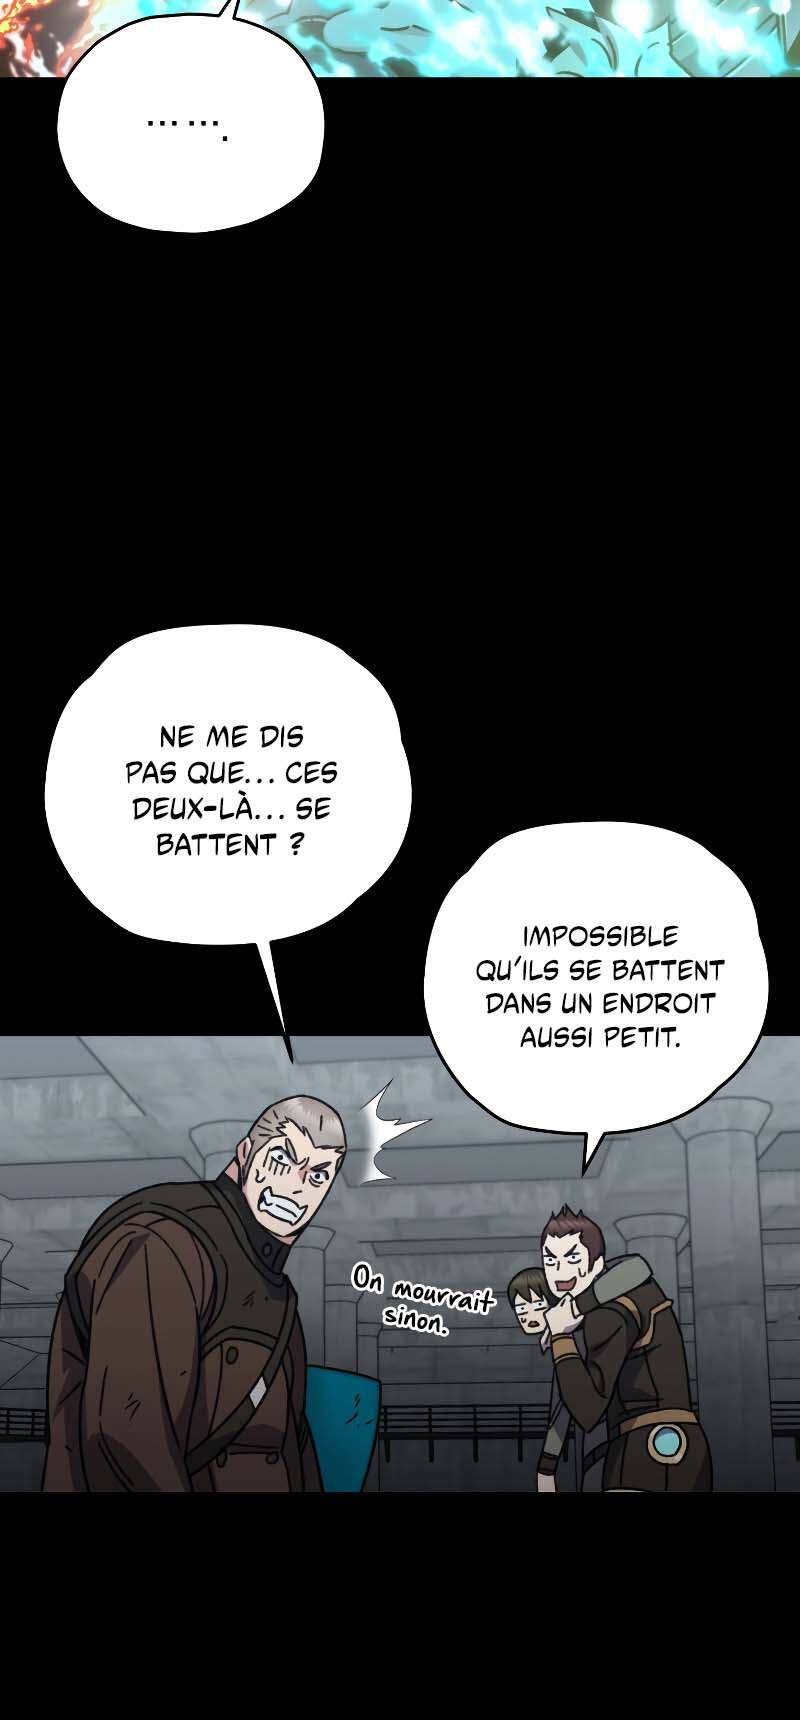 ... ....
NE ME DIS
PAS QUE... CES
DEUX-LÀ... SE
BATTENT ?
IMPOSSIBLE
QU'ILS SE BATTENT
DANS UN ENDROIT
AUSSI PETIT.
On mourrait
sinon.